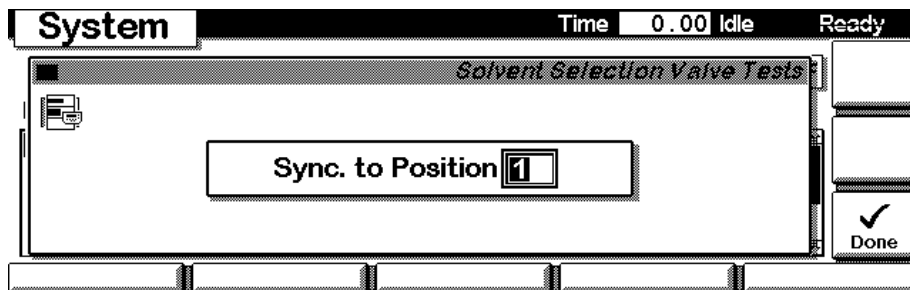 System Time 0.00 Idle Ready
Solvent Selection Valve Tests
Sync. to Position 1
Done